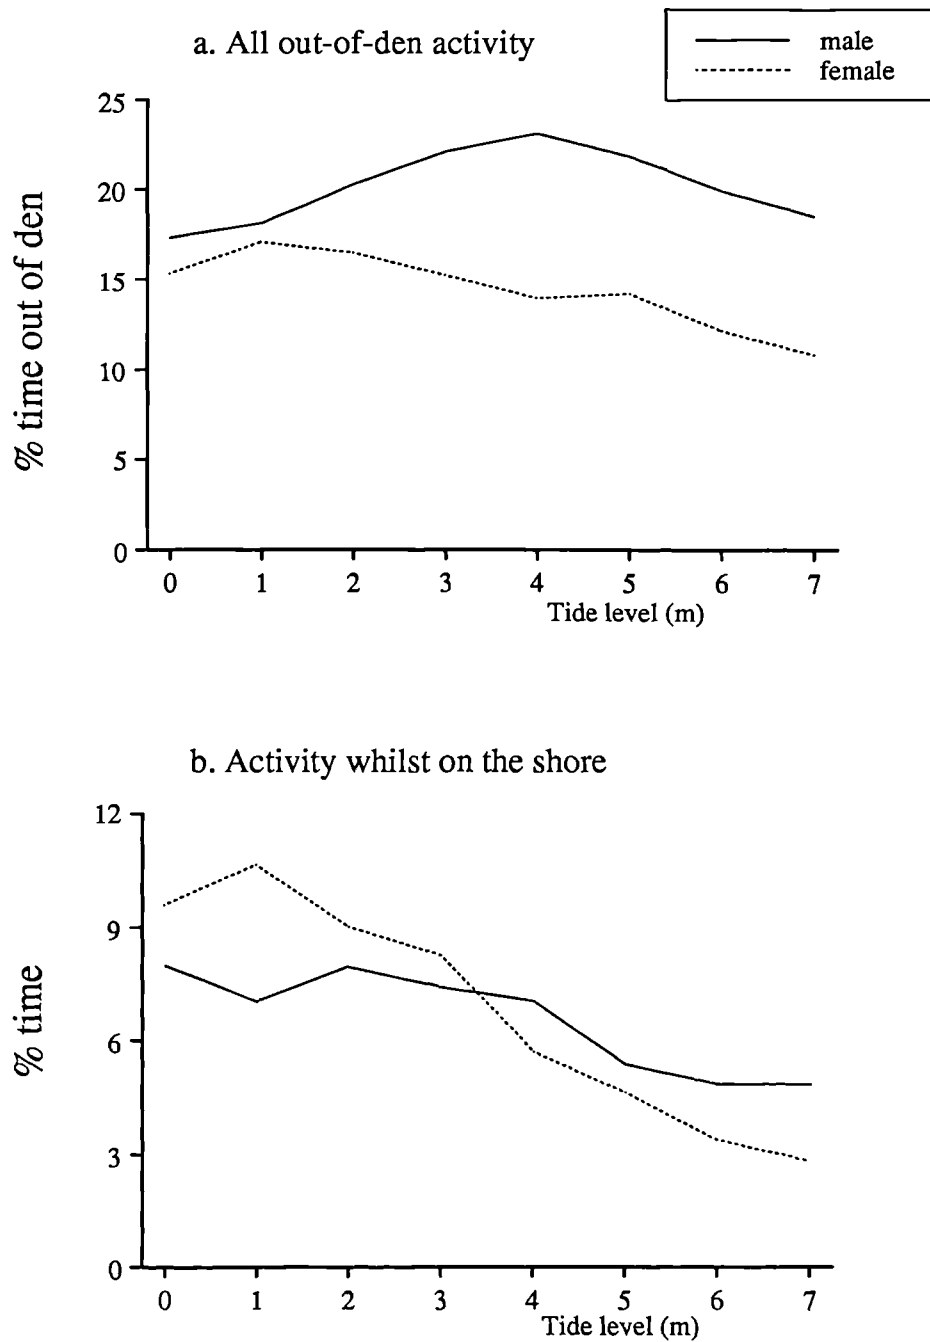 a. All out-of-den activity
male
female
% time out of den
25
20
15
10
5
0
0 1 2 3 4 5 6 7
Tide level (m)
b. Activity whilst on the shore
% time
12
9
6
3
0
0 1 2 3 4 5 6 7
Tide level (m)